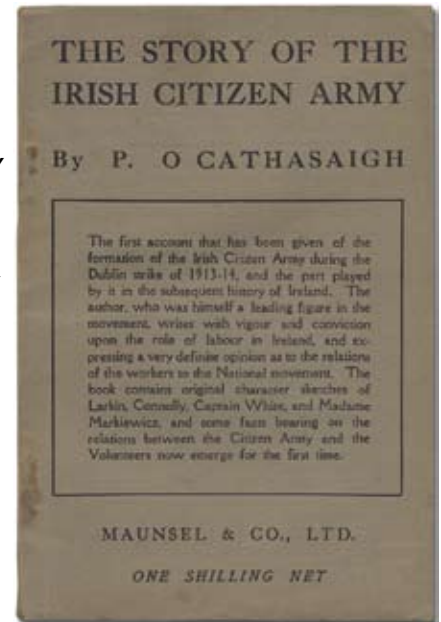 THE STORY OF THE
IRISH CITIZEN ARMY
By P. O CATHASAIGH
The first account that has been given of the
formation of the Irish Citizen Army during the
Dublin strike of 1913-14, and the part played
by it in the subsequent history of Ireland. The
author, who was himself a leading figure in the
movement, writes with vigour and conviction
upon the role of labour in Ireland, and ex-
pressing a very definite opinion as to the relations
of the workers to the National movement. The
book contains original character sketches of
Larkin, Connolly, Captain White, and Madame
Markiewicz, and some facts bearing on the
relations between the Citizen Army and the
Volunteers now emerge for the first time.
MAUNSEL & CO., LTD.
ONE SHILLING NET